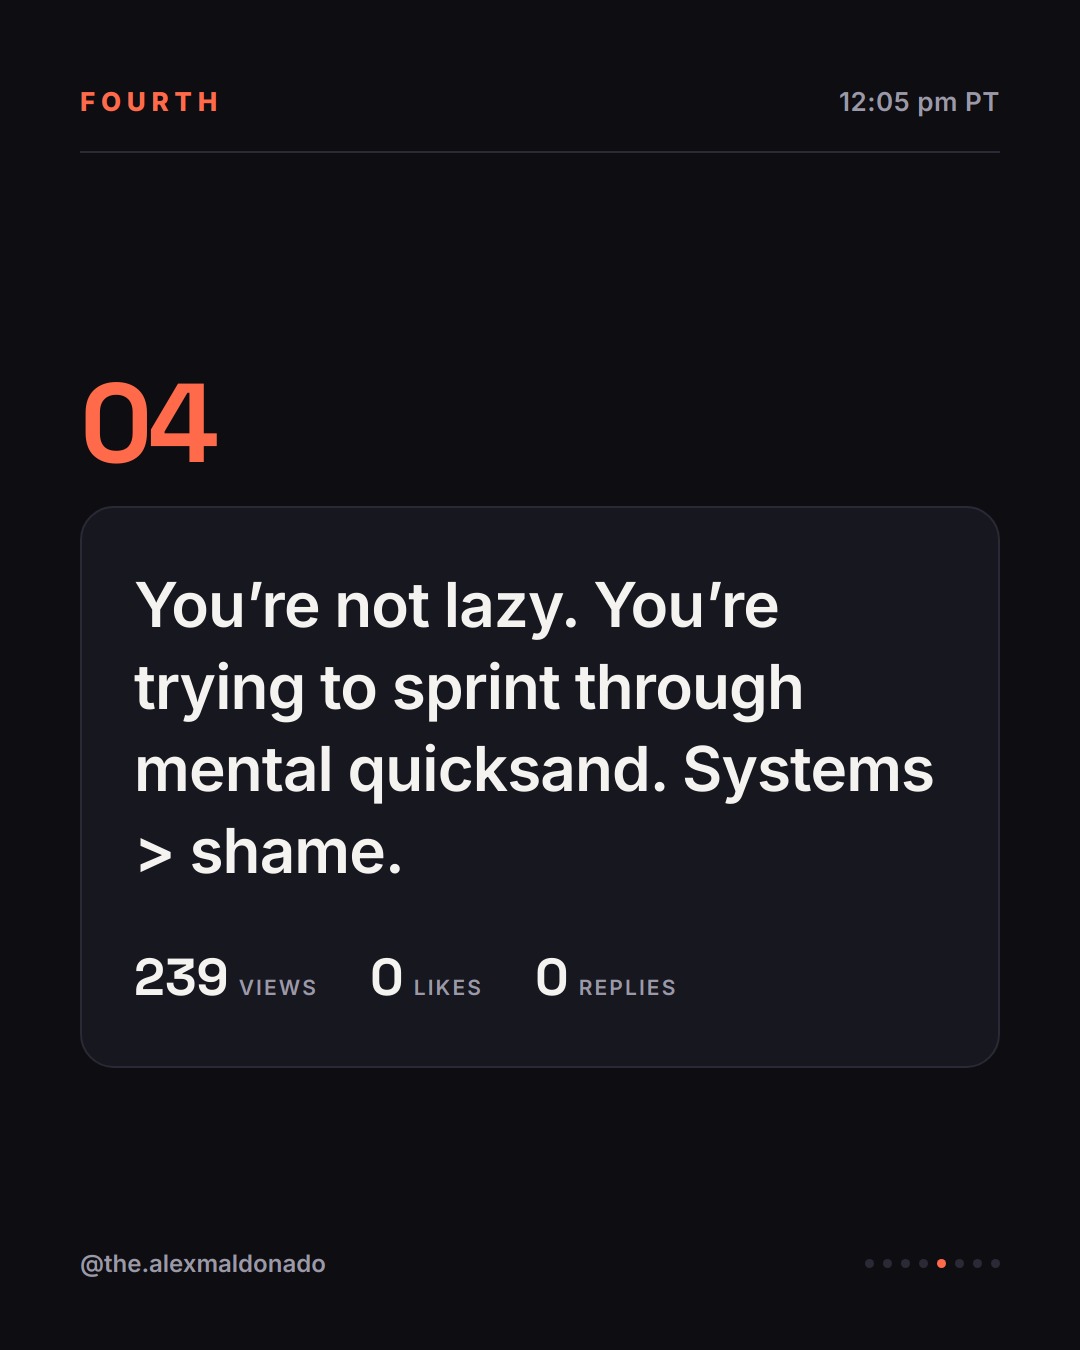 FOURTH
12:05 pm PT
04
You’re not lazy. You’re
trying to sprint through
mental quicksand. Systems
> shame.
239 VIEWS 0 LIKES 0 REPLIES
@the.alexmaldonado